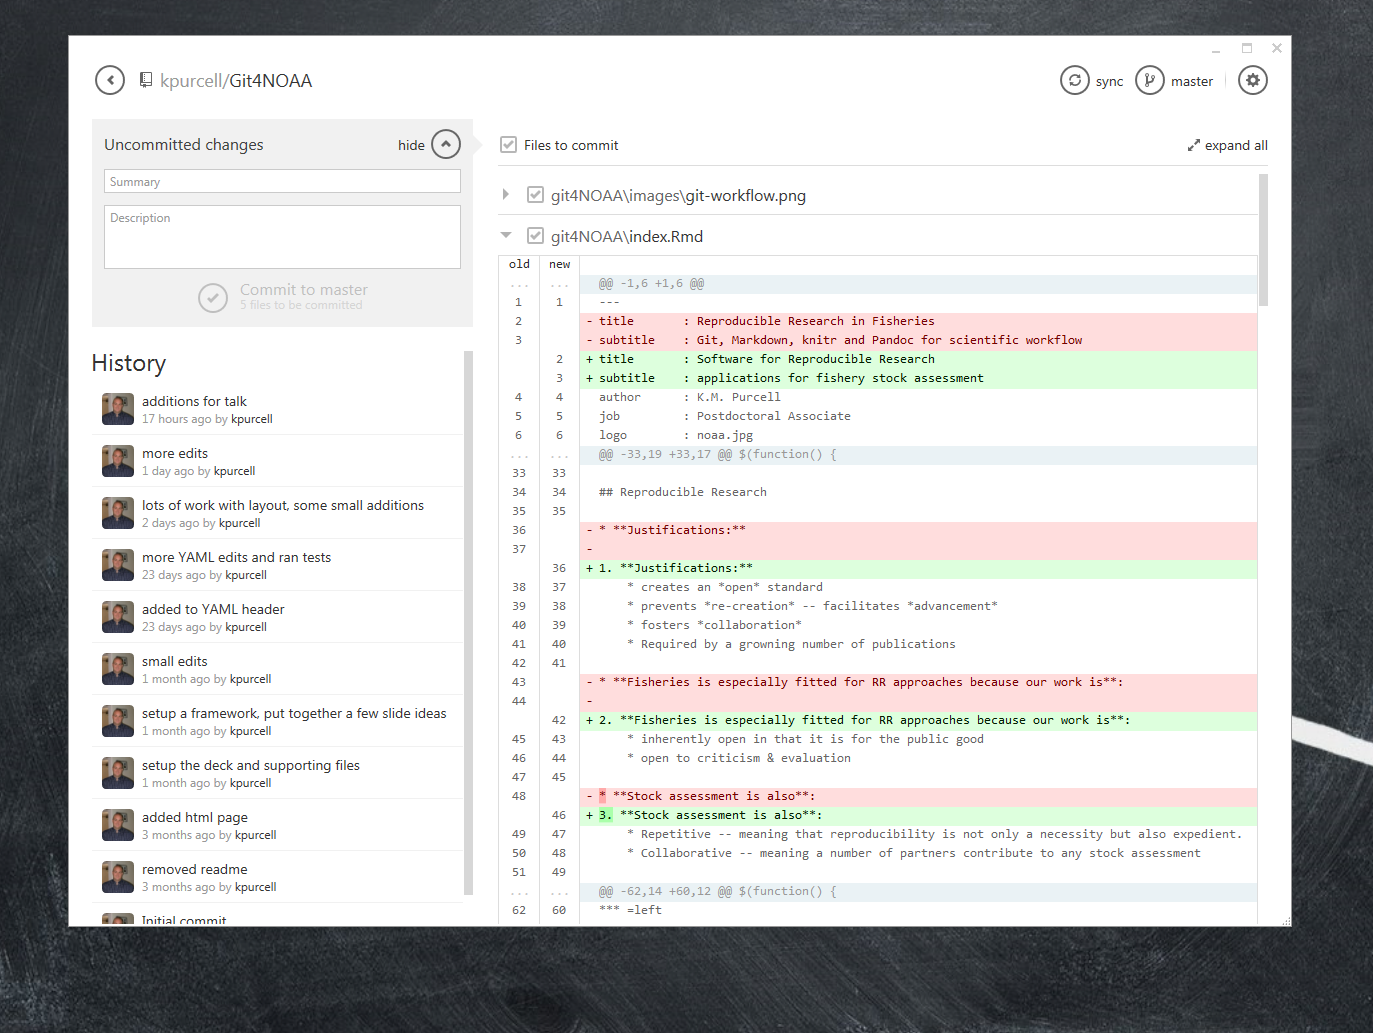 kpurcell/Git4NOAA
sync
master
Uncommitted changes
hide
Summary
Description
Commit to master
5 files to be committed
History
additions for talk
17 hours ago by kpurcell
more edits
1 day ago by kpurcell
lots of work with layout, some small additions
2 days ago by kpurcell
more YAML edits and ran tests
23 days ago by kpurcell
added to YAML header
23 days ago by kpurcell
small edits
1 month ago by kpurcell
setup a framework, put together a few slide ideas
1 month ago by kpurcell
setup the deck and supporting files
1 month ago by kpurcell
added html page
3 months ago by kpurcell
removed readme
3 months ago by kpurcell
Initial commit
Files to commit
expand all
git4NOAA\images\git-workflow.png
git4NOAA\index.Rmd
old new
... ... @@ -1,6 +1,6 @@
1 1 ---
2 - title : Reproducible Research in Fisheries
3 - subtitle : Git, Markdown, knitr and Pandoc for scientific workflow
2 + title : Software for Reproducible Research
3 + subtitle : applications for fishery stock assessment
4 4 author : K.M. Purcell
5 5 job : Postdoctoral Associate
6 6 logo : noaa.jpg
... ... @@ -33,19 +33,17 @@ $(function() {
33 33
34 34 ## Reproducible Research
35 35
36 - * **Justifications:**
37 -
36 + 1. **Justifications:**
38 37 * creates an *open* standard
39 38 * prevents *re-creation* -- facilitates *advancement*
40 39 * fosters *collaboration*
41 40 * Required by a growning number of publications
42 41
43 - * **Fisheries is especially fitted for RR approaches because our work is**:
44 -
42 + 2. **Fisheries is especially fitted for RR approaches because our work is**:
45 43 * inherently open in that it is for the public good
46 44 * open to criticism & evaluation
47 45
48 - * **Stock assessment is also**:
46 + 3. **Stock assessment is also**:
49 47 * Repetitive -- meaning that reproducibility is not only a necessity but also expedient.
50 48 * Collaborative -- meaning a number of partners contribute to any stock assessment
51 49
... ... @@ -62,14 +60,12 @@ $(function() {
62 60 *** =left